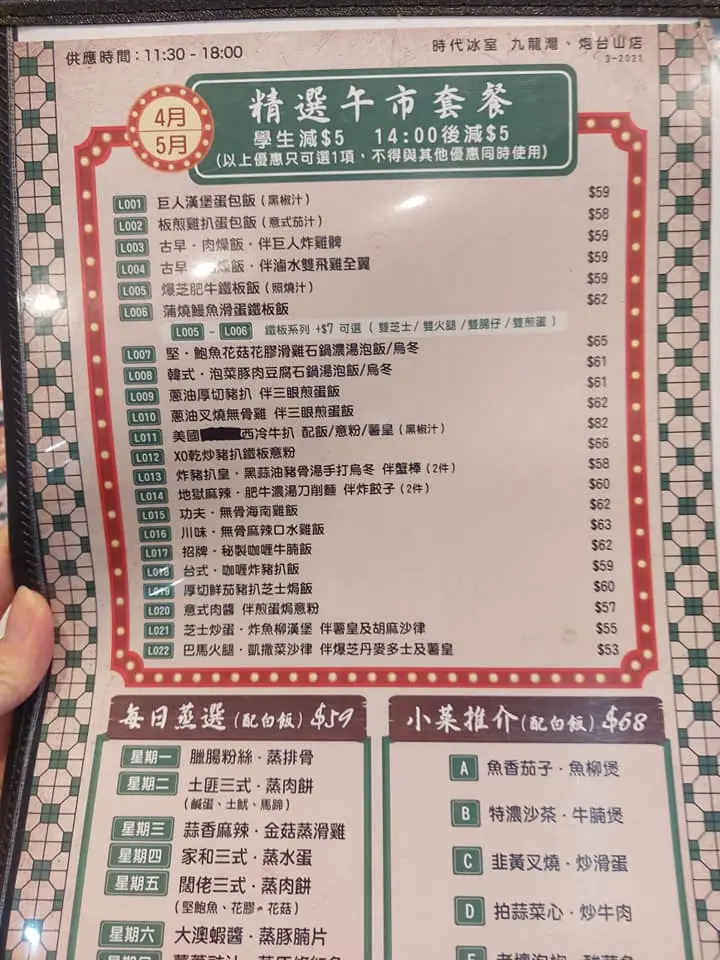 供應時間：11:30 - 18:00
時代冰室 九龍灣、炮台山店
3-2021
4月
5月
精選午市套餐
學生減$5 14:00後減$5
(以上優惠只可選1項，不得與其他優惠同時使用)
L001 巨人漢堡蛋包飯（黑椒汁） $59
L002 板煎雞扒蛋包飯（意式茄汁） $58
L003 古早・肉燥飯・伴巨人炸雞髀 $59
L004 古早・燥飯・伴滷水雙飛雞全翼 $59
L005 爆芝肥牛鐵板飯（照燒汁） $59
L006 蒲燒鰻魚滑蛋鐵板飯 $62
L005 - L006 鐵板系列 +$7 可選（ 雙芝士 / 雙火腿 / 雙腸仔 / 雙煎蛋 ）
L007 堅・鮑魚花菇花膠滑雞石鍋濃湯泡飯/烏冬 $65
L008 韓式・泡菜豚肉豆腐石鍋湯泡飯/烏冬 $61
L009 蔥油厚切豬扒 伴三眼煎蛋飯 $61
L010 蔥油叉燒無骨雞 伴三眼煎蛋飯 $62
L011 美國 西冷牛扒 配飯/意粉/薯皇（黑椒汁） $82
L012 XO乾炒豬扒鐵板意粉 $66
L013 炸豬扒皇・黑蒜油豬骨湯手打烏冬 伴蟹棒（2件） $58
L014 地獄麻辣・肥牛濃湯刀削麵 伴炸餃子（2件） $60
L015 功夫・無骨海南雞飯 $62
L016 川味・無骨麻辣口水雞飯 $63
L017 招牌・秘製咖喱牛腩飯 $62
L018 台式・咖喱炸豬扒飯 $59
L019 厚切鮮茄豬扒芝士焗飯 $60
L020 意式肉醬 伴煎蛋焗意粉 $57
L021 芝士炒蛋・炸魚柳漢堡 伴薯皇及胡麻沙律 $55
L022 巴馬火腿・凱撒菜沙律 伴爆芝丹麥多士及薯皇 $53
每日蒸選(配白飯) $59
星期一 臘腸粉絲・蒸排骨
星期二 土匪三式・蒸肉餅
（鹹蛋、土魷、馬蹄）
星期三 蒜香麻辣・金菇蒸滑雞
星期四 家和三式・蒸水蛋
星期五 闊佬三式・蒸肉餅
（堅鮑魚、花膠、花菇）
星期六 大澳蝦醬・蒸豚腩片
小菜推介(配白飯) $68
A 魚香茄子・魚柳煲
B 特濃沙茶・牛腩煲
C 韭黃叉燒・炒滑蛋
D 拍蒜菜心・炒牛肉